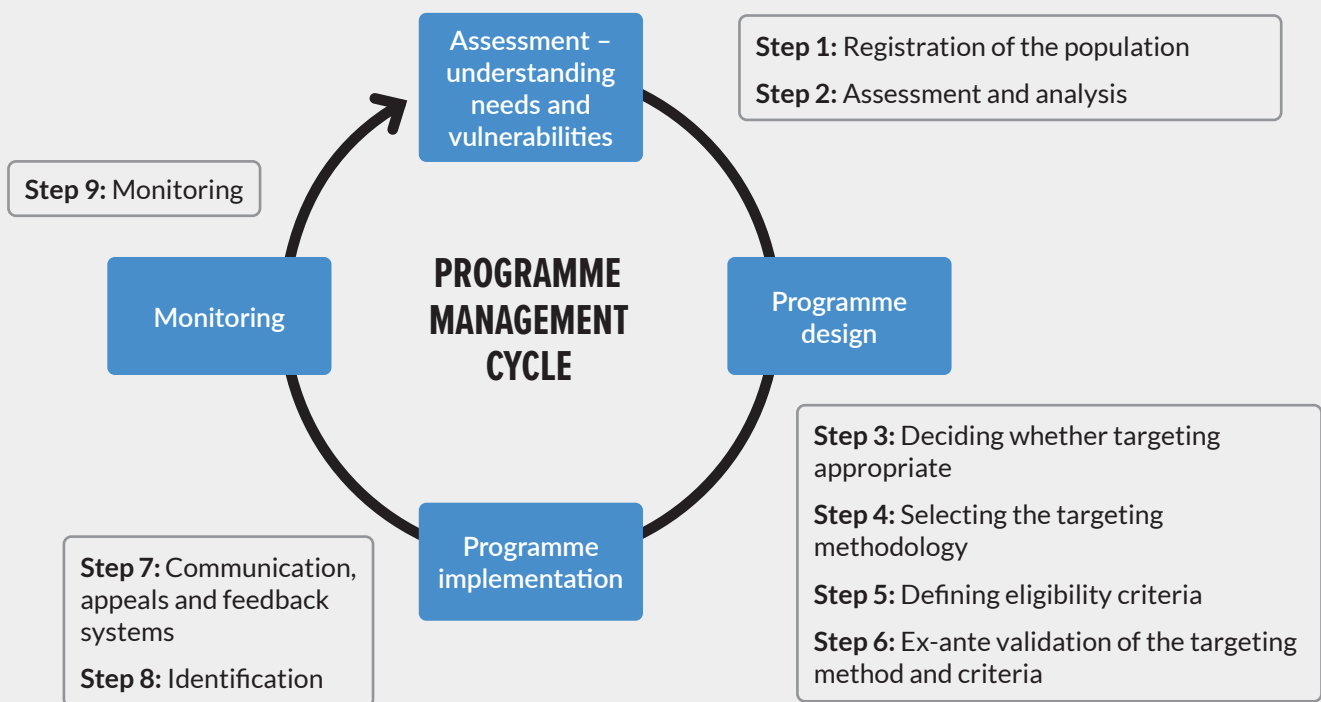 Assessment –
understanding
needs and
vulnerabilities
Step 1: Registration of the population
Step 2: Assessment and analysis
Step 9: Monitoring
PROGRAMME
MANAGEMENT
CYCLE
Monitoring
Programme
design
Step 3: Deciding whether targeting
appropriate
Step 4: Selecting the targeting
methodology
Step 5: Defining eligibility criteria
Step 6: Ex-ante validation of the targeting
method and criteria
Programme
implementation
Step 7: Communication,
appeals and feedback
systems
Step 8: Identification